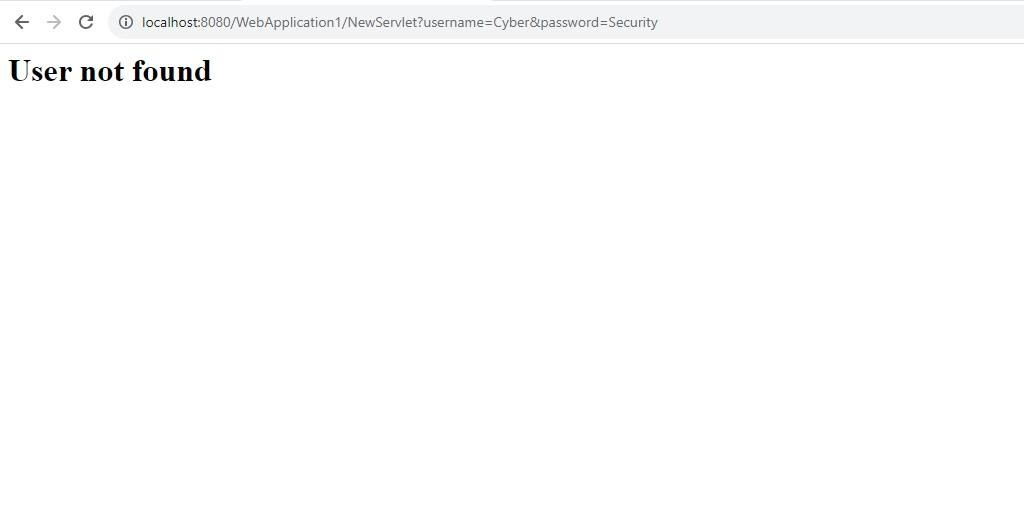 localhost:8080/WebApplication1/NewServlet?username=Cyber&password=Security
User not found